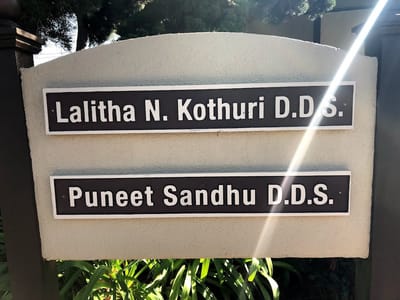 Lalitha N. Kothuri D.D.S.
Puneet Sandhu D.D.S.